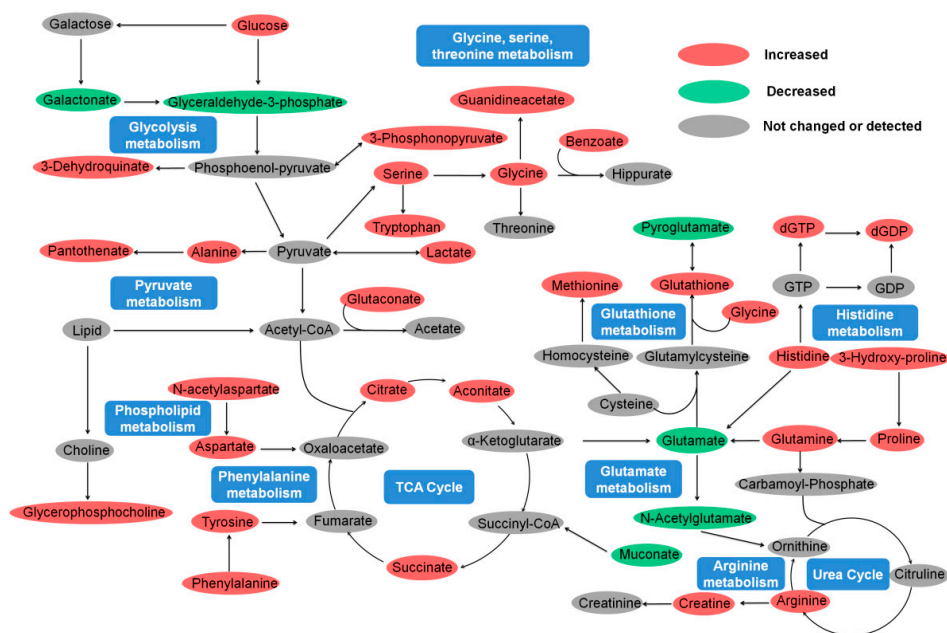 Galactose
Glucose
Glycine, serine,
threonine metabolism
Increased
Decreased
Not changed or detected
Galactonate
Glyceraldehyde-3-phosphate
Guanidineacetate
Glycolysis
metabolism
3-Phosphonopyruvate
Benzoate
3-Dehydroquinate
Phosphoenol-pyruvate
Serine
Glycine
Hippurate
Tryptophan
Threonine
Pyroglutamate
dGTP
dGDP
Pantothenate
Alanine
Pyruvate
Lactate
Methionine
Glutathione
GTP
GDP
Pyruvate
metabolism
Glutaconate
Glycine
Glutathione
metabolism
Histidine
metabolism
Lipid
Acetyl-CoA
Acetate
Homocysteine
Glutamylcysteine
Histidine
3-Hydroxy-proline
N-acetylaspartate
Citrate
Aconitate
Cysteine
Phospholipid
metabolism
Choline
Aspartate
Oxaloacetate
α-Ketoglutarate
Glutamate
Glutamine
Proline
Phenylalanine
metabolism
TCA Cycle
Glutamate
metabolism
Carbamoyl-Phosphate
Glycerophosphocholine
Tyrosine
Fumarate
Succinyl-CoA
N-Acetylglutamate
Ornithine
Muconate
Succinate
Arginine
metabolism
Urea Cycle
Citruline
Phenylalanine
Creatinine
Creatine
Arginine